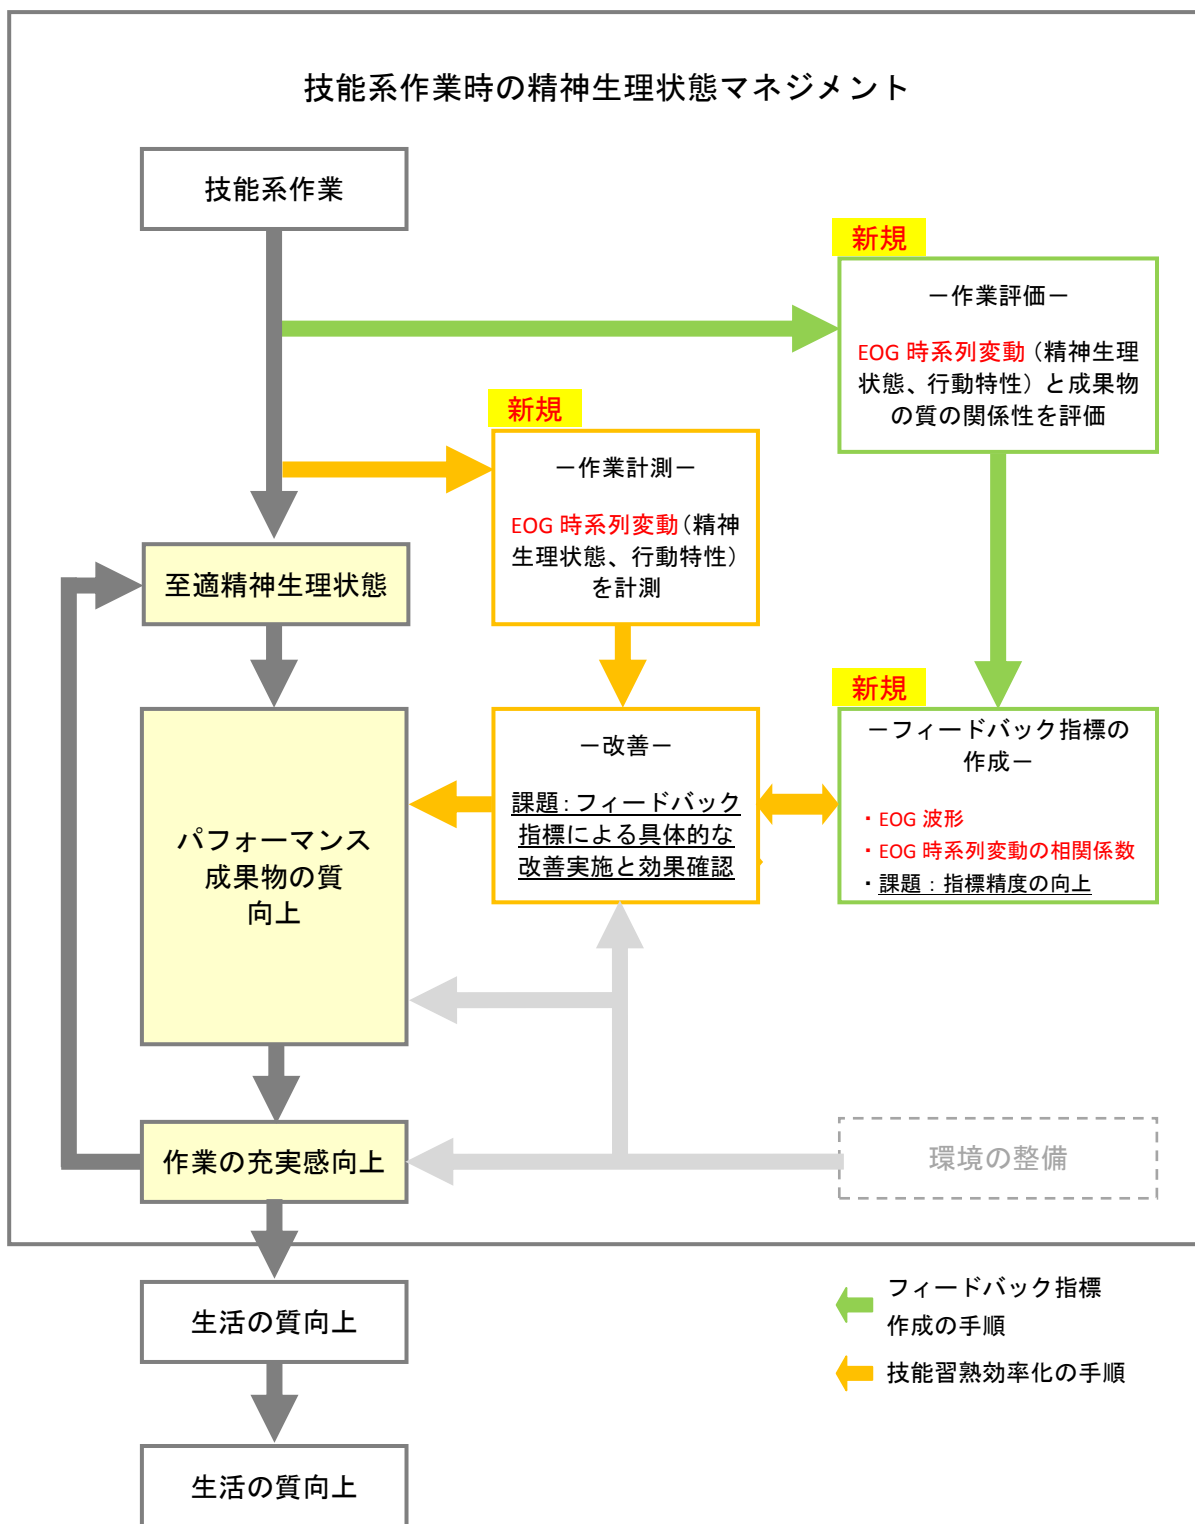 技能系作業時の精神生理状態マネジメント
技能系作業
新規
－作業評価－
EOG 時系列変動（精神生理
状態、行動特性）と成果物
の質の関係性を評価
新規
－作業計測－
EOG 時系列変動（精神
生理状態、行動特性）
を計測
至適精神生理状態
新規
－フィードバック指標の
作成－
・EOG 波形
・EOG 時系列変動の相関係数
・課題：指標精度の向上
－改善－
課題：フィードバック
指標による具体的な
改善実施と効果確認
パフォーマンス
成果物の質
向上
作業の充実感向上
環境の整備
生活の質向上
生活の質向上
フィードバック指標
作成の手順
技能習熟効率化の手順